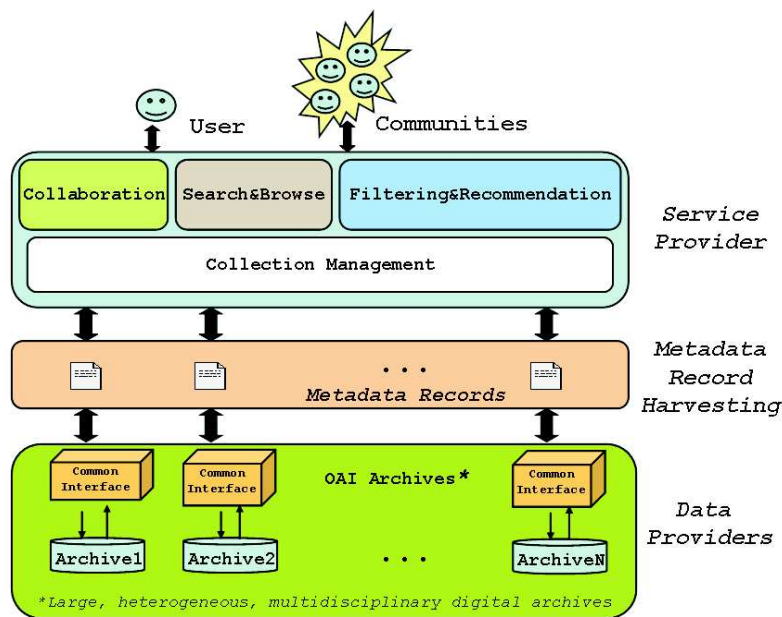 User
Communities
Collaboration
Search&Browse
Filtering&Recommendation
Collection Management
Service
Provider
. . .
Metadata Records
Metadata
Record
Harvesting
Common
Interface
Common
Interface
OAI Archives*
Common
Interface
Archive1
Archive2
. . .
ArchiveN
Data
Providers
*Large, heterogeneous, multidisciplinary digital archives